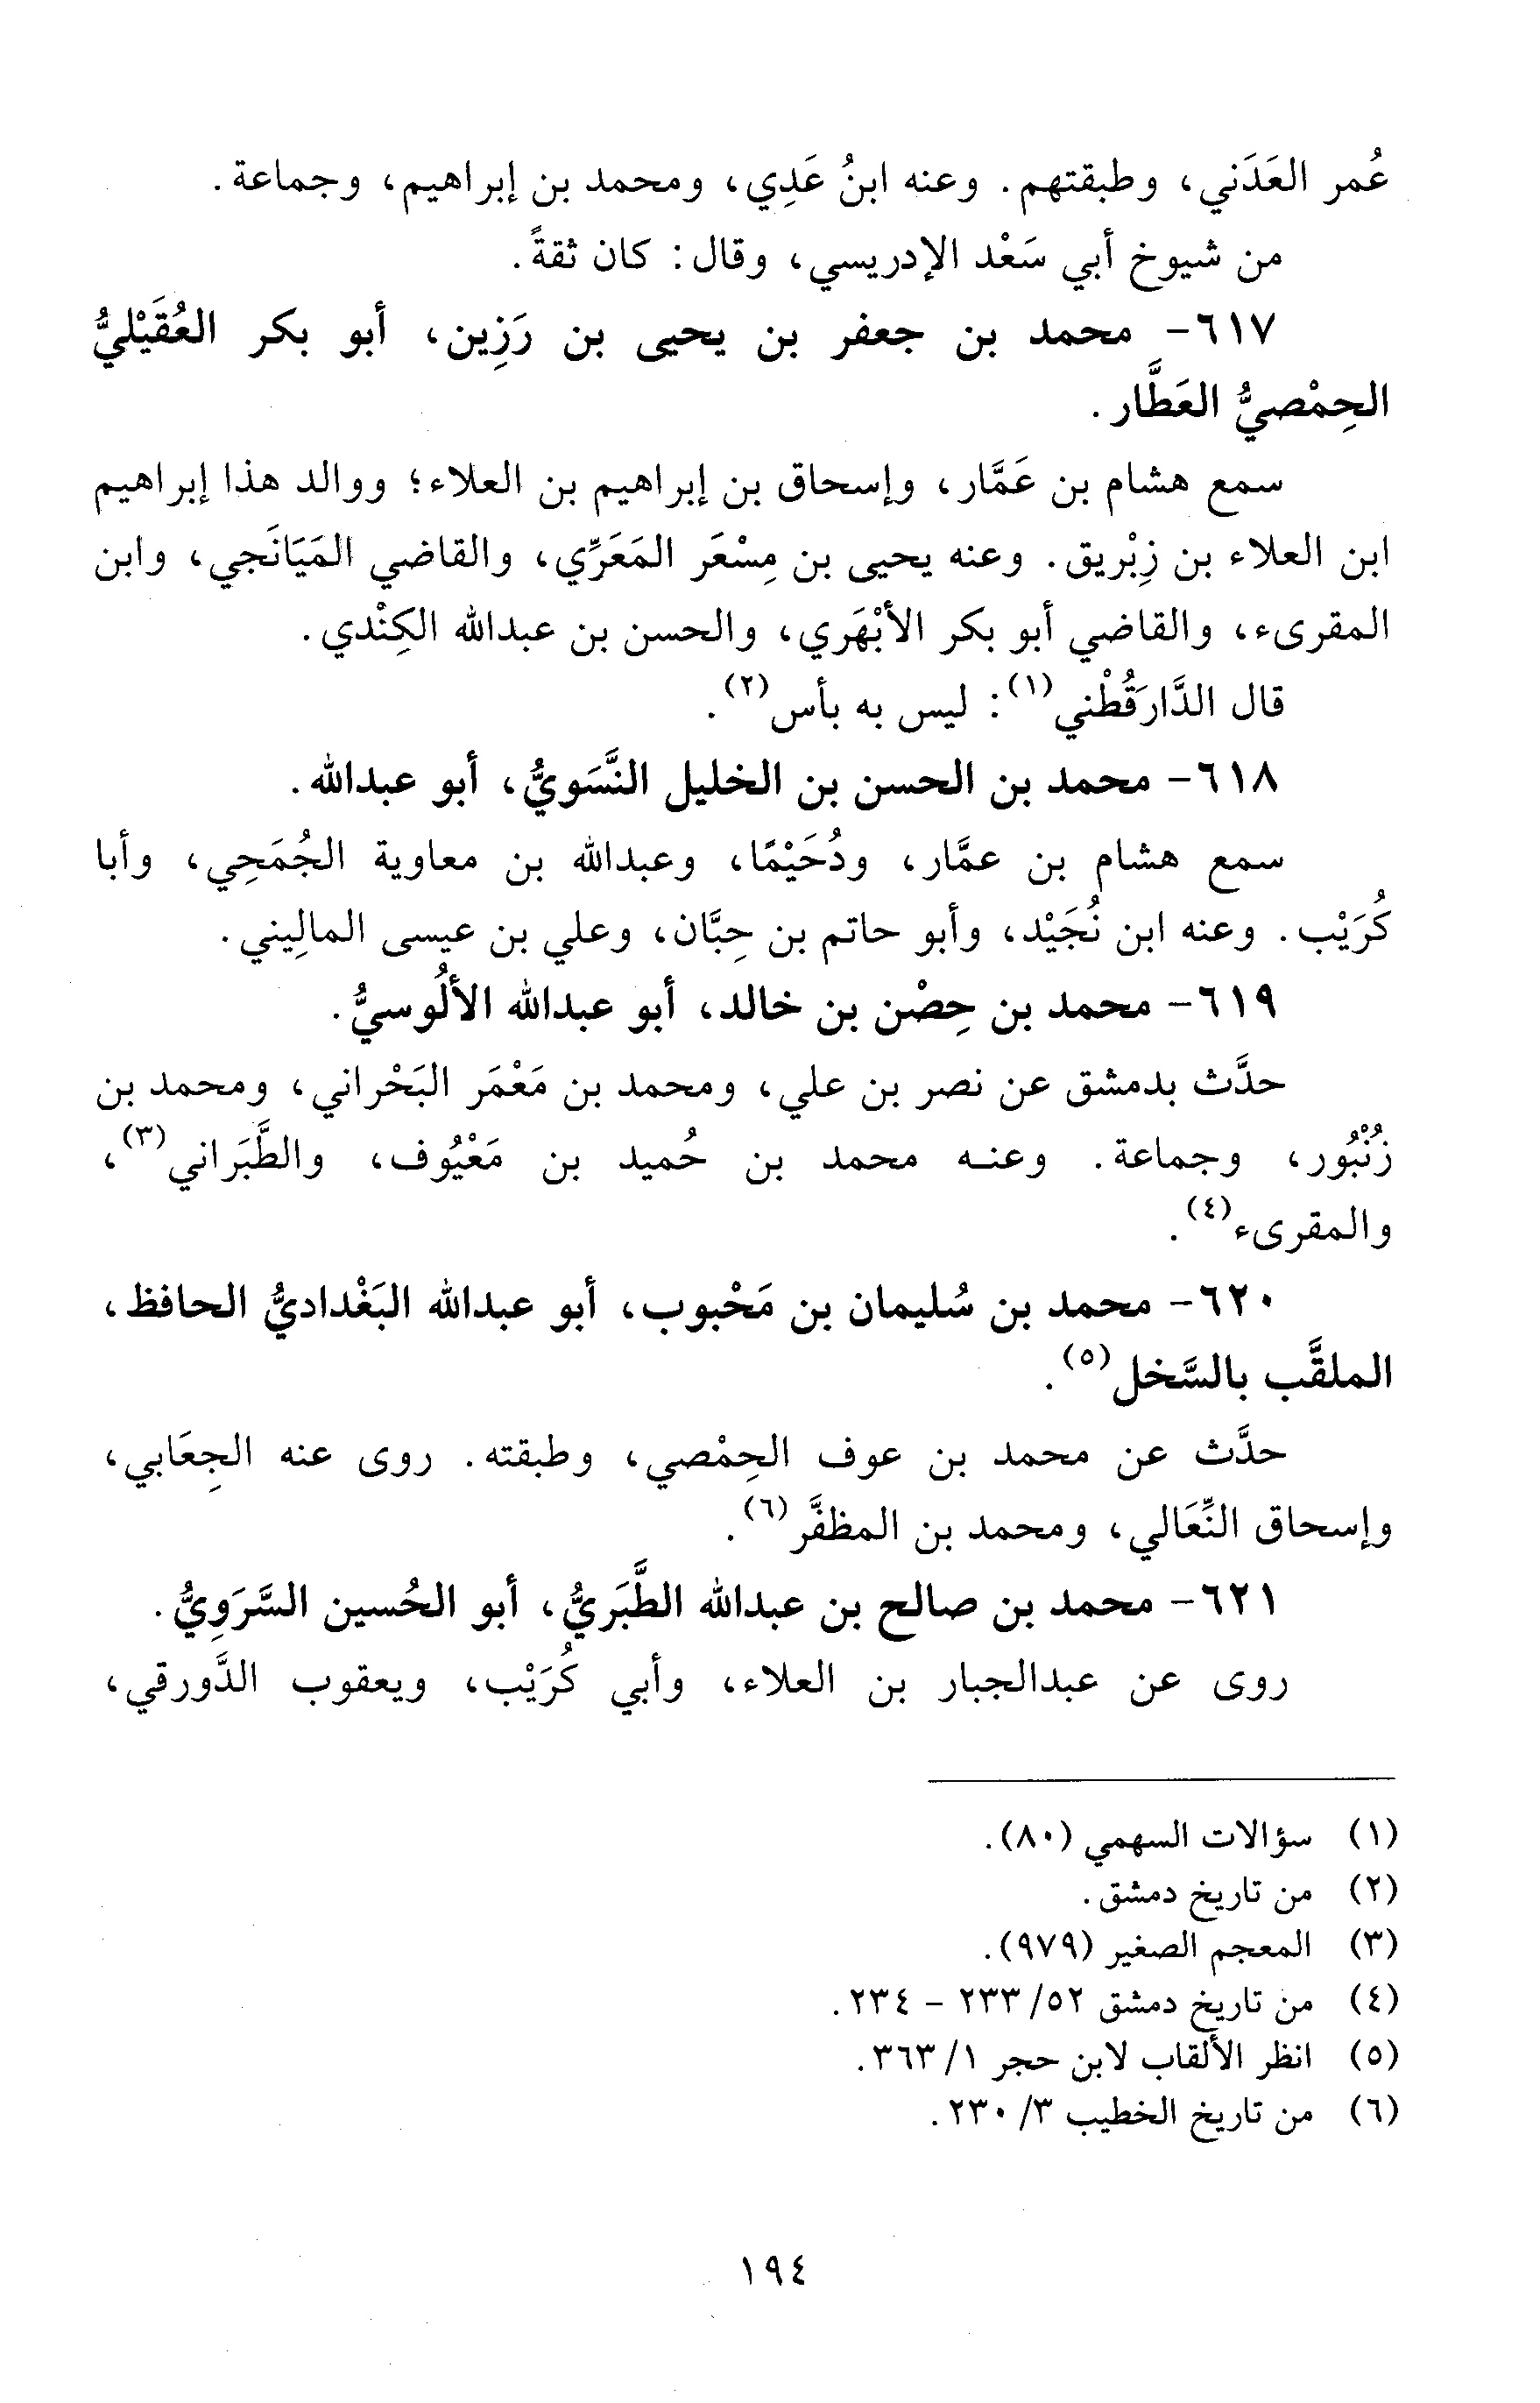 عُمر العَدَني، وطبقتهم. وعنه ابنُ عَدِي، ومحمد بن إبراهيم، وجماعة.
من شيوخ أبي سَعْد الإدريسي، وقال: كان ثقةً.
٦١٧- محمد بن جعفر بن يحيى بن رَزِين، أبو بكر العُقَيْليُّ
الحِمْصيُّ العَطَّار.
سمع هشام بن عَمَّار، وإسحاق بن إبراهيم بن العلاء؛ ووالد هذا إبراهيم
ابن العلاء بن زِبْريق. وعنه يحيى بن مِسْعَر المَعَرِّي، والقاضي المَيَانَجي، وابن
المقرىء، والقاضي أبو بكر الأبْهَري، والحسن بن عبدالله الكِنْدي.
قال الدَّارَقُطْني(١): ليس به بأس(٢).
٦١٨- محمد بن الحسن بن الخليل النَّسَويُّ، أبو عبدالله.
سمع هشام بن عمَّار، ودُحَيْمًا، وعبدالله بن معاوية الجُمَحِي، وأبا
كُرَيْب. وعنه ابن نُجَيْد، وأبو حاتم بن حِبَّان، وعلي بن عيسى المالِيني.
٦١٩- محمد بن حِصْن بن خالد، أبو عبدالله الألُوسيُّ.
حدَّث بدمشق عن نصر بن علي، ومحمد بن مَعْمَر البَحْراني، ومحمد بن
زُنْبُور، وجماعة. وعنه محمد بن حُميد بن مَعْيُوف، والطَّبَراني(٣)،
والمقرىء(٤).
٦٢٠- محمد بن سُليمان بن مَحْبوب، أبو عبدالله البَغْداديُّ الحافظ،
الملقَّب بالسَّخل(٥).
حدَّث عن محمد بن عوف الحِمْصي، وطبقته. روى عنه الجِعَابي،
وإسحاق النِّعَالي، ومحمد بن المظفَّر(٦).
٦٢١- محمد بن صالح بن عبدالله الطَّبَريُّ، أبو الحُسين السَّرَوِيُّ.
روى عن عبدالجبار بن العلاء، وأبي كُرَيْب، ويعقوب الدَّورقي،
(١) سؤالات السهمي (٨٠).
(٢) من تاريخ دمشق.
(٣) المعجم الصغير (٩٧٩).
(٤) من تاريخ دمشق ٥٢/ ٢٣٣ - ٢٣٤.
(٥) انظر الألقاب لابن حجر ١/ ٣٦٣.
(٦) من تاريخ الخطيب ٣/ ٢٣٠.
١٩٤